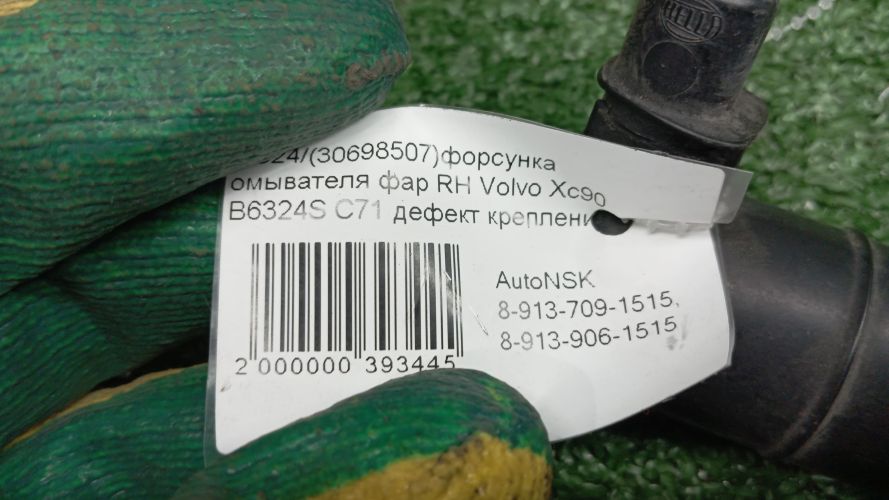 HELLA
24/(30698507)форсунка
омывателя фар RH Volvo Xc90
B6324S C71 дефект креплени
AutoNSK
8-913-709-1515,
8-913-906-1515
2 000000 393445